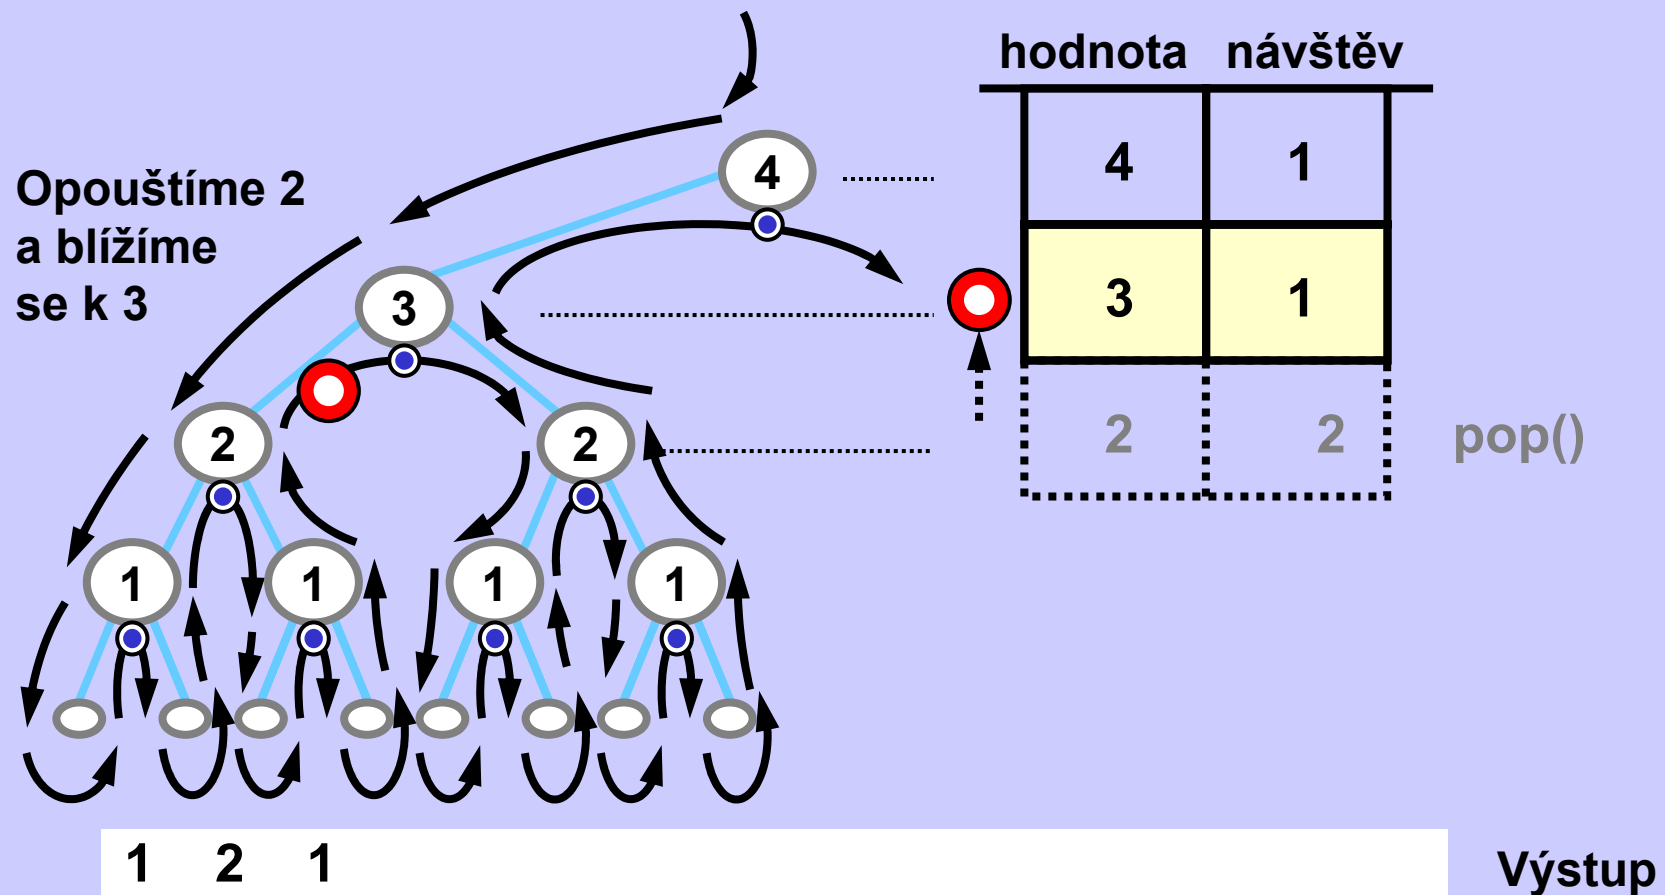 hodnota návštěv
4
4 1
Opouštíme 2
a blížíme
se k 3
3
3 1
2 2
2 2 pop()
1 1 1 1
1 2 1
Výstup